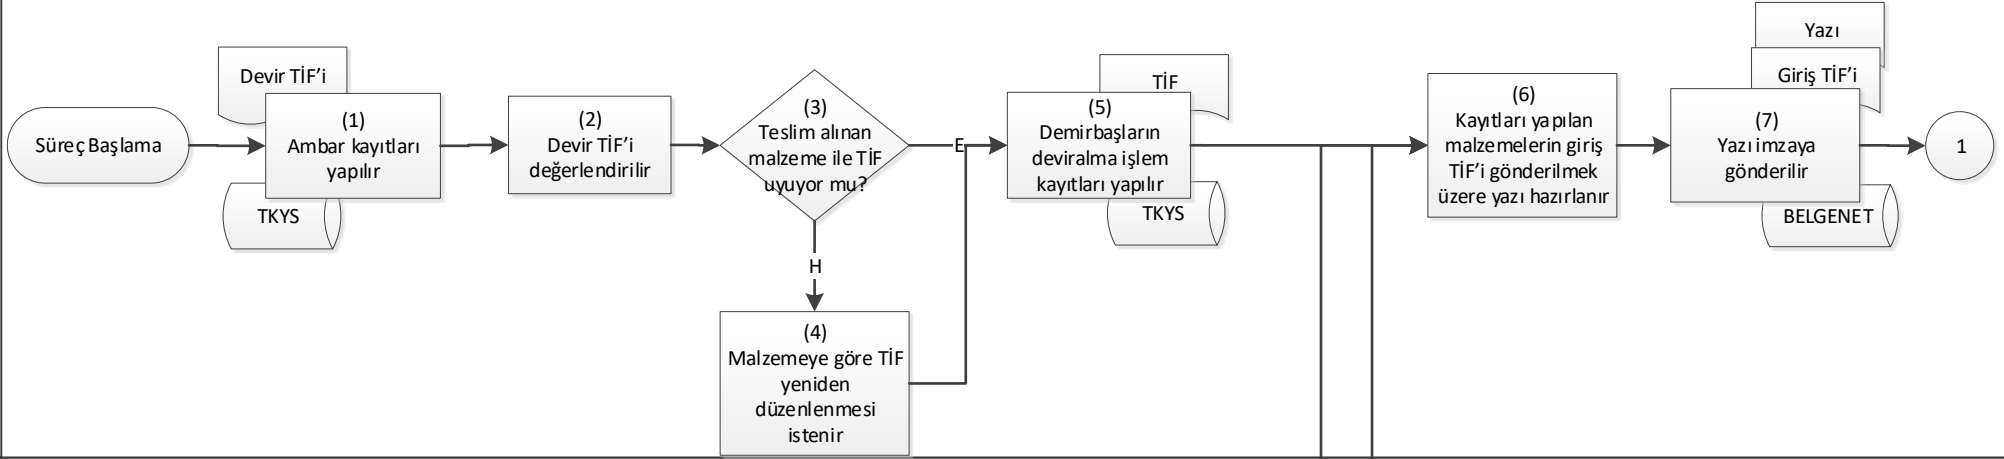 Süreç Başlama
Devir TİF’i
(1)
Ambar kayıtları
yapılır
TKYS
(2)
Devir TİF’i
değerlendirilir
(3)
Teslim alınan
malzeme ile TİF
uyuyor mu?
E
H
(4)
Malzemeye göre TİF
yeniden
düzenlenmesi
istenir
TİF
(5)
Demirbaşların
deviralma işlem
kayıtları yapılır
TKYS
(6)
Kayıtları yapılan
malzemelerin giriş
TİF’i gönderilmek
üzere yazı hazırlanır
Yazı
Giriş TİF’i
(7)
Yazı imzaya
gönderilir
BELGENET
1